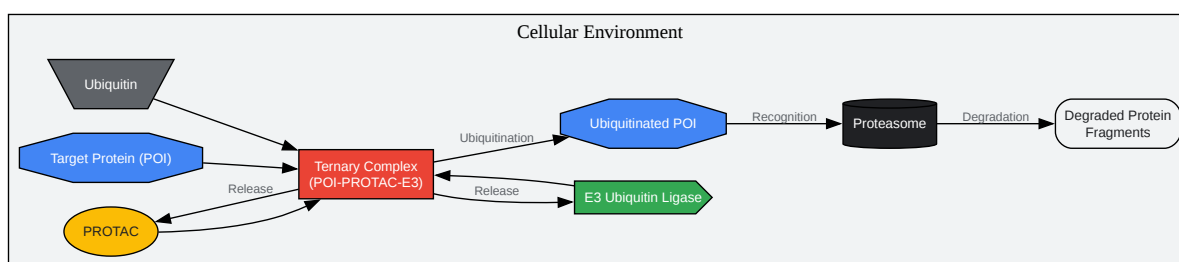 Cellular Environment
Ubiquitin
Target Protein (POI)
PROTAC
Release
Ternary Complex
(POI-PROTAC-E3)
Ubiquitination
Release
Ubiquitinated POI
E3 Ubiquitin Ligase
Recognition
Proteasome
Degradation
Degraded Protein
Fragments